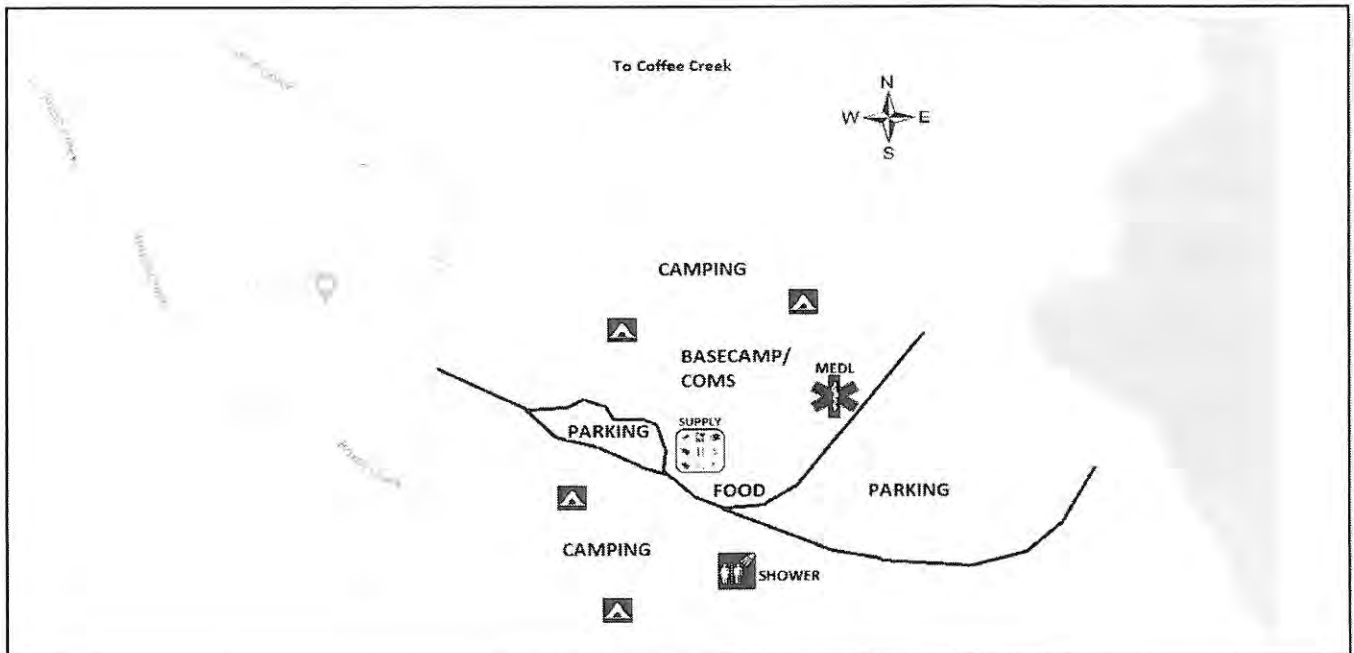 To Coffee Creek
N
W E
S
CAMPING
BASECAMP/
COMS
MEDL
SUPPLY
PARKING
FOOD
PARKING
CAMPING
SHOWER